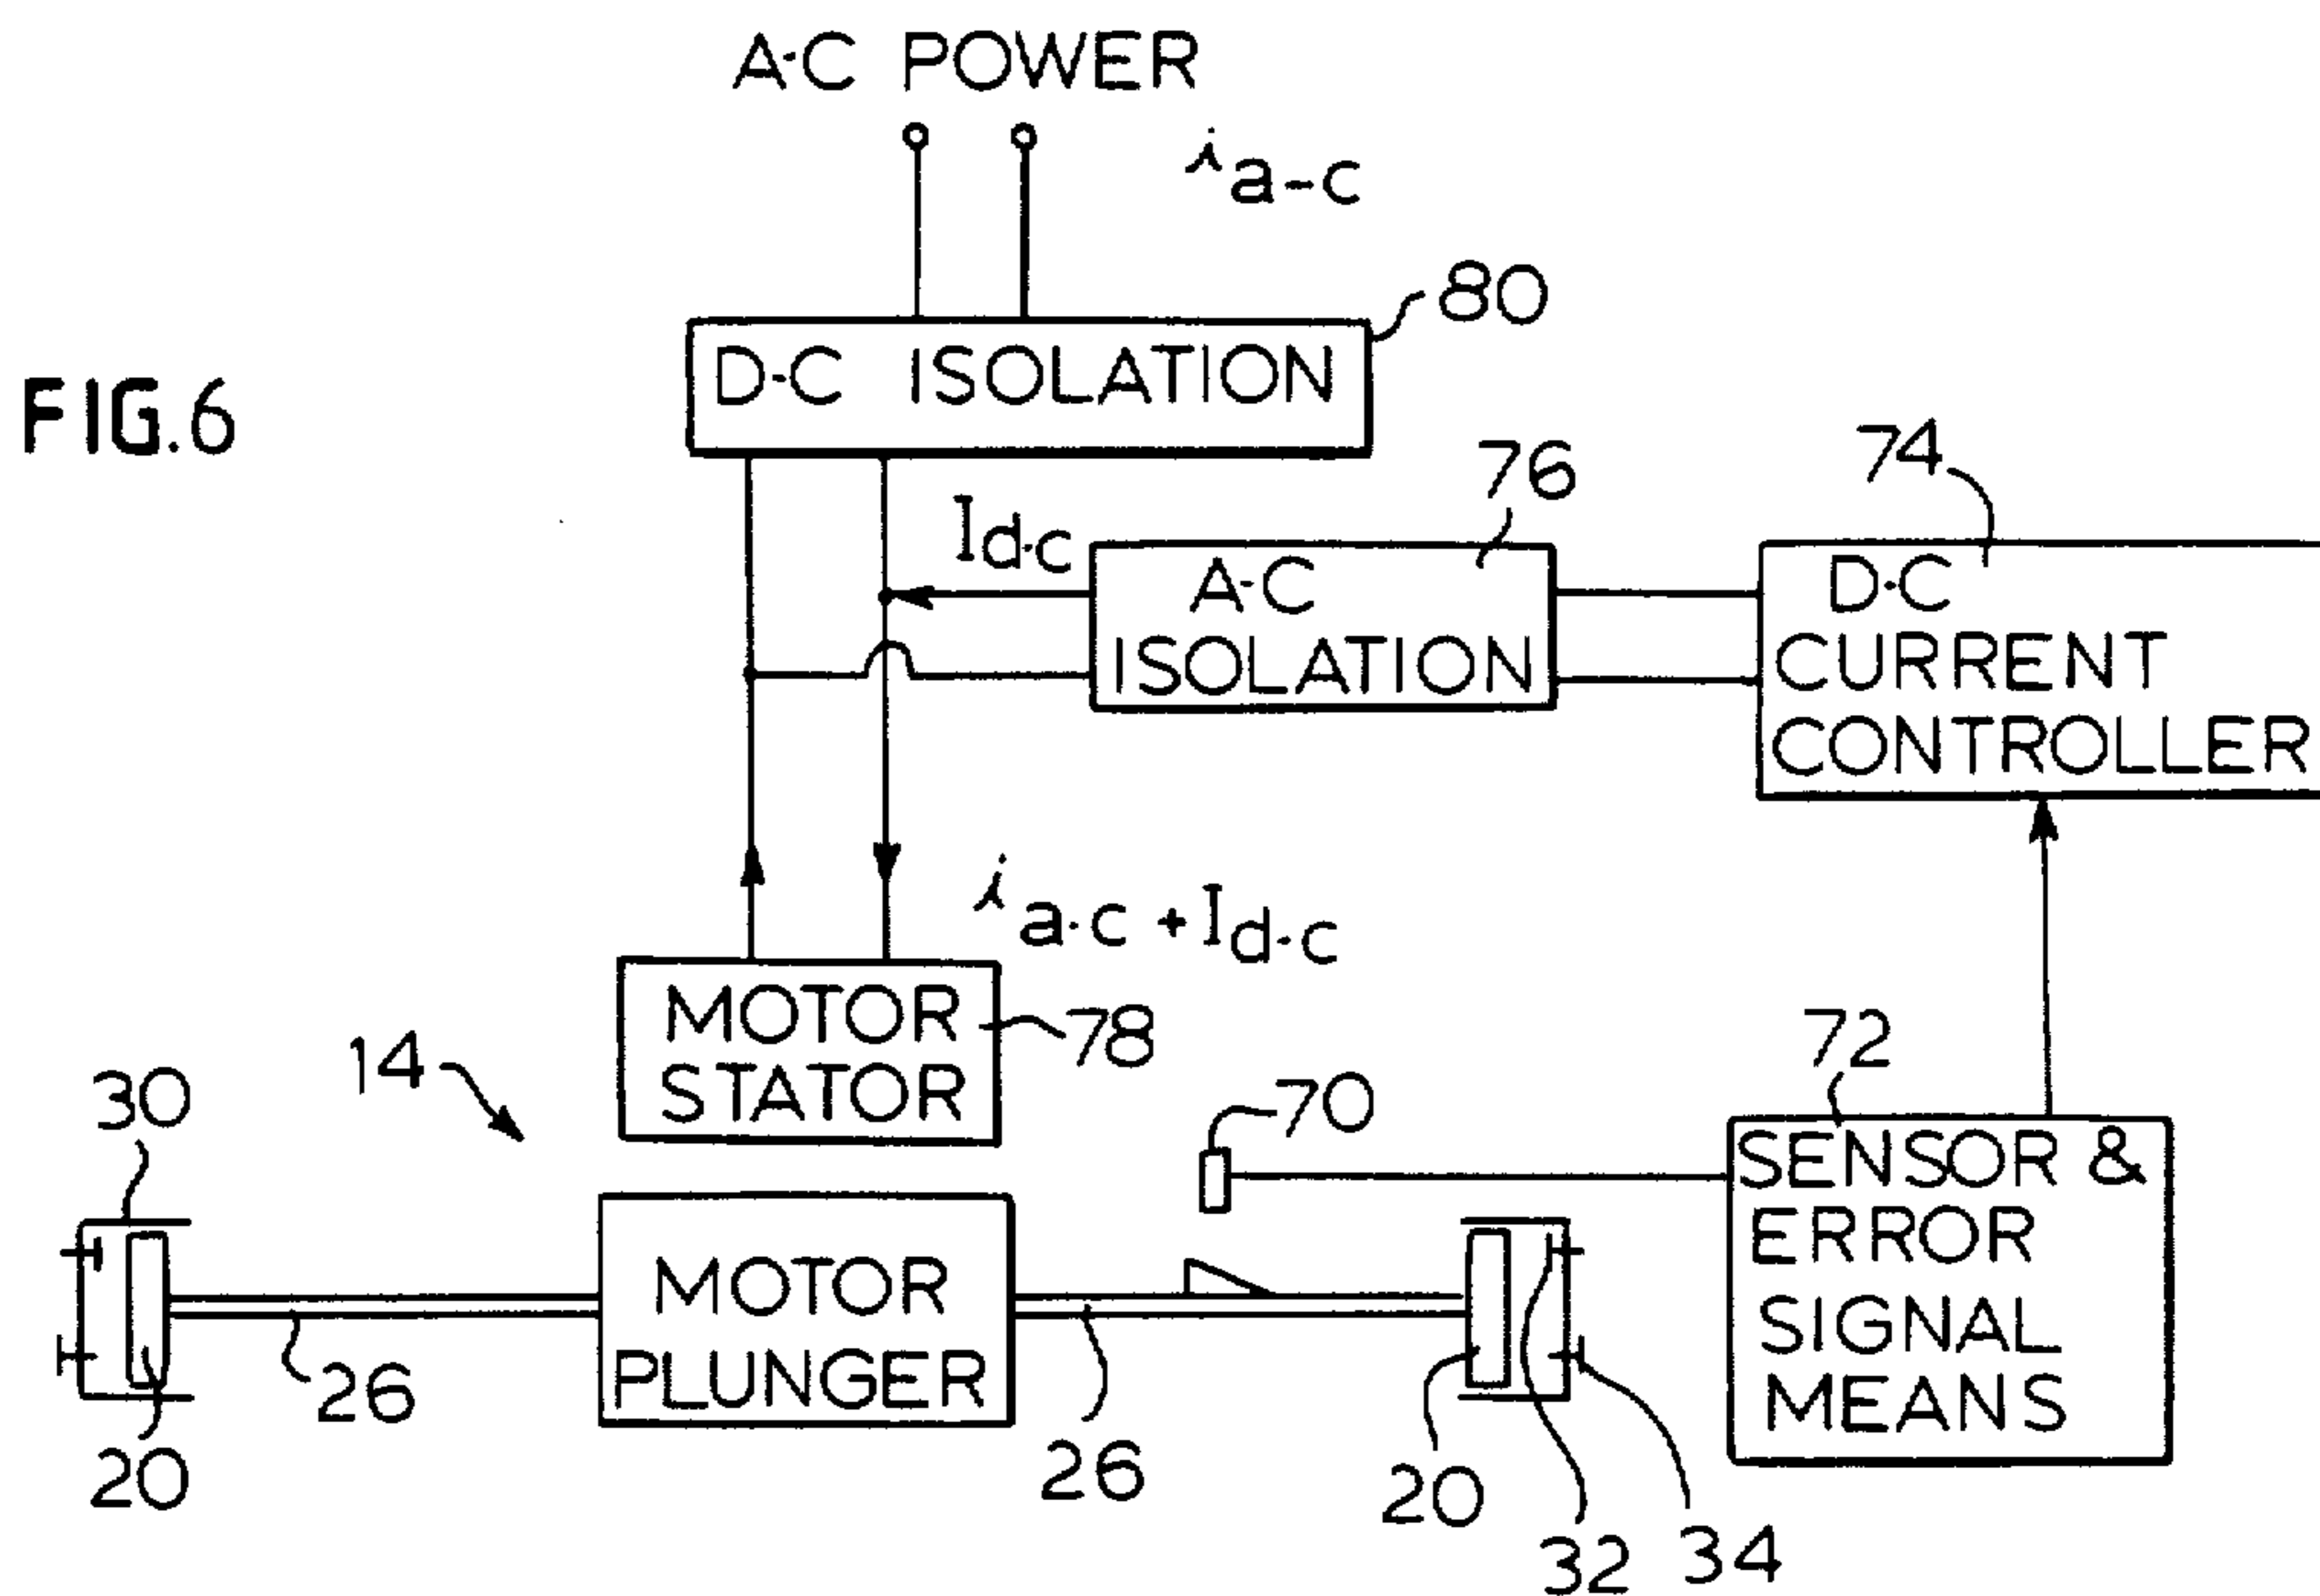 A-C POWER
i a-c
80
D-C ISOLATION
FIG.6
76
74
I d-c
A-C
ISOLATION
D-C
CURRENT
CONTROLLER
i a-c + I d-c
MOTOR
STATOR
78
14
30
70
72
SENSOR &
ERROR
SIGNAL
MEANS
MOTOR
PLUNGER
26
20
26
20
32
34